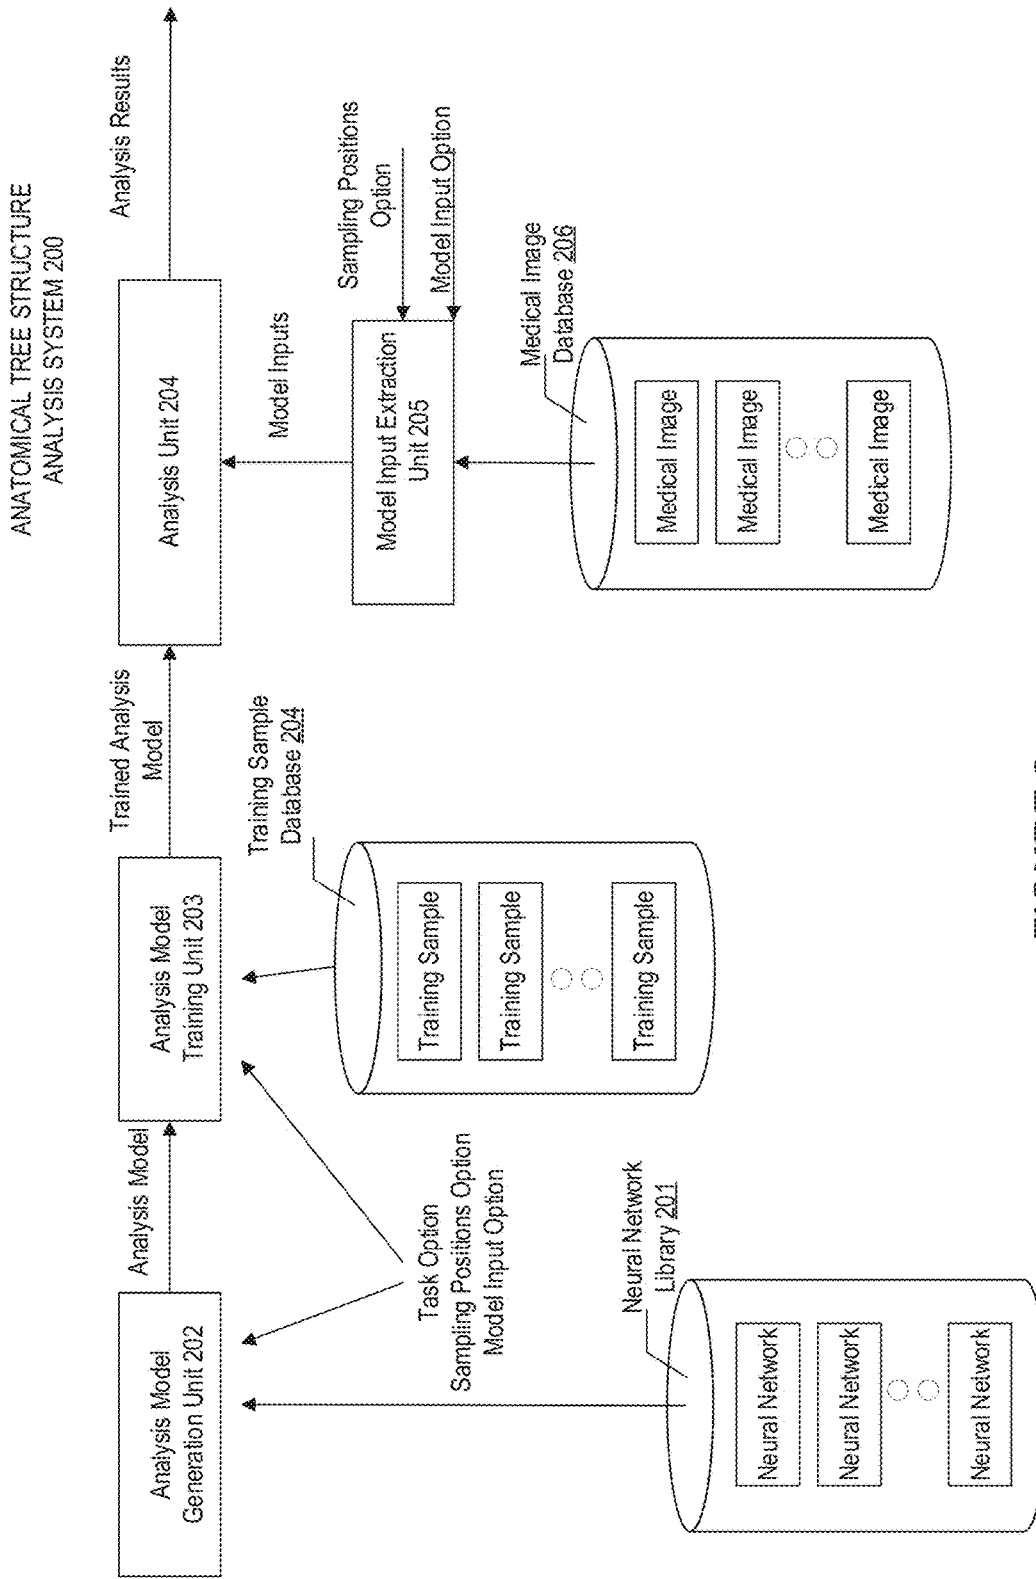 ANATOMICAL TREE STRUCTURE
ANALYSIS SYSTEM 200
Analysis Model
Generation Unit 202
Analysis Model
Analysis Model
Training Unit 203
Trained Analysis
Model
Analysis Unit 204
Analysis Results
Task Option
Sampling Positions Option
Model Input Option
Training Sample
Database 204
Training Sample
Training Sample
Training Sample
Model Inputs
Model Input Extraction
Unit 205
Sampling Positions
Option
Model Input Option
Neural Network
Library 201
Neural Network
Neural Network
Neural Network
Medical Image
Database 206
Medical Image
Medical Image
Medical Image